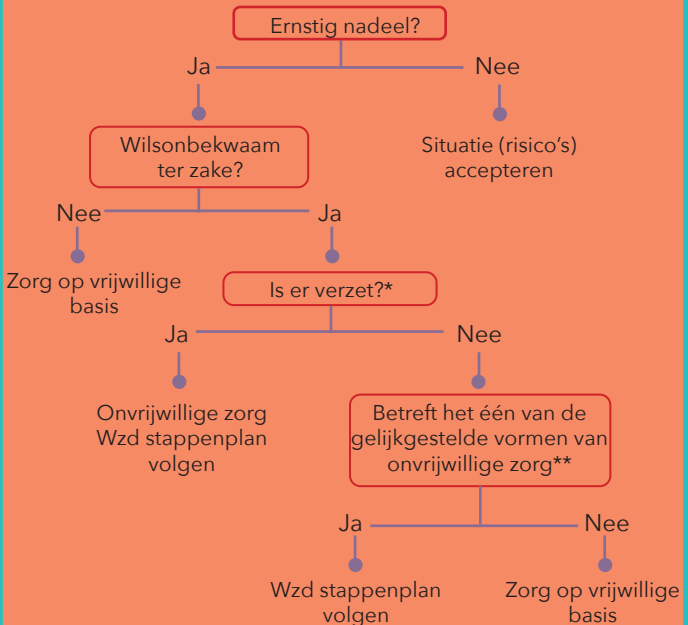 Ernstig nadeel?
Ja
Nee
Wilsonbekwaam
ter zake?
Situatie (risico's)
accepteren
Nee
Ja
Zorg op vrijwillige
basis
Is er verzet?*
Ja
Nee
Onvrijwillige zorg
Wzd stappenplan
volgen
Betreft het één van de
gelijkgestelde vormen van
onvrijwillige zorg**
Ja
Nee
Wzd stappenplan
volgen
Zorg op vrijwillige
basis